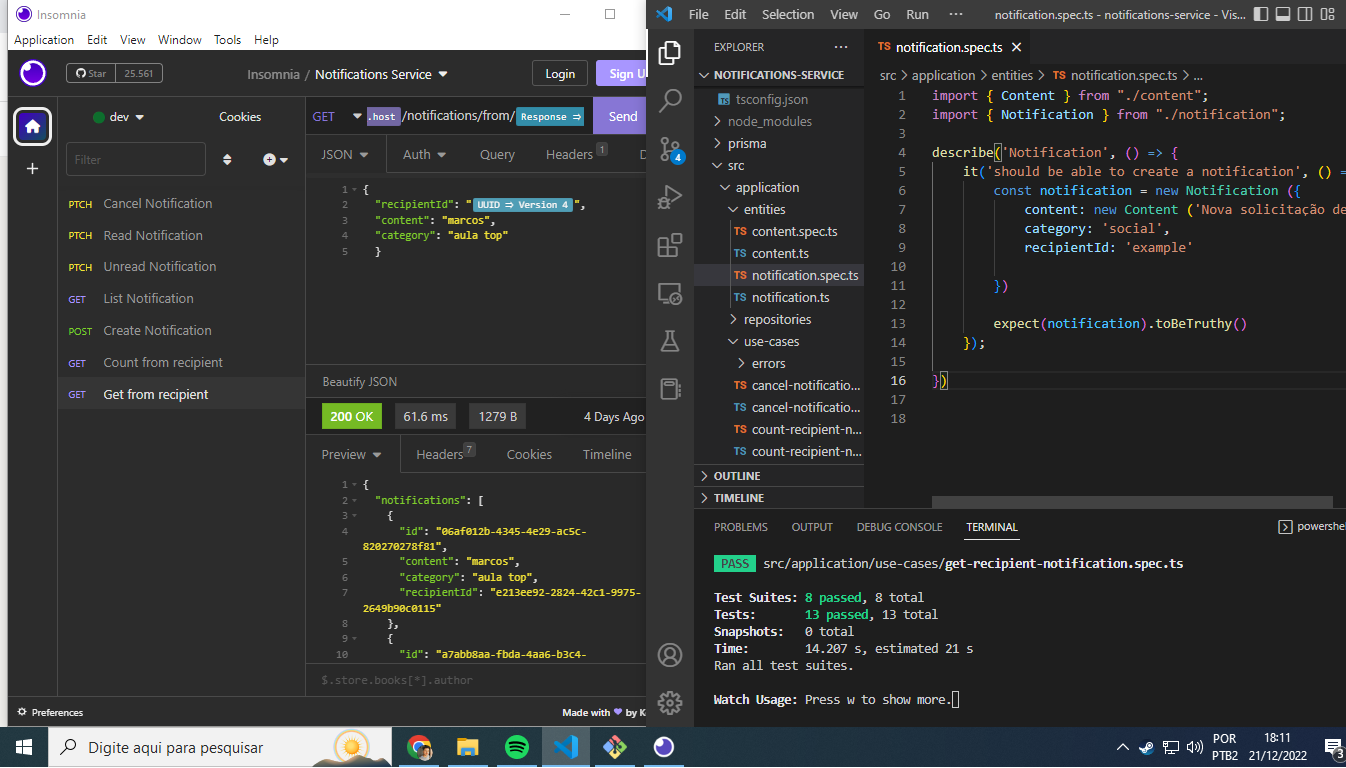 Insomnia
Application Edit View Window Tools Help
Star 25.561
Insomnia / Notifications Service
Login
Sign U
dev
Cookies
Filter
PTCH Cancel Notification
PTCH Read Notification
PTCH Unread Notification
GET List Notification
POST Create Notification
GET Count from recipient
GET Get from recipient
GET .host/notifications/from/Response ⇒
Send
JSON Auth Query Headers 1 D
1 {
2 "recipientId": "UUID ⇒ Version 4",
3 "content": "marcos",
4 "category": "aula top"
5 }
Beautify JSON
200 OK 61.6 ms 1279 B 4 Days Ago
Preview Headers 7 Cookies Timeline
1 {
2 "notifications": [
3 {
4 "id": "06af012b-4345-4e29-ac5c-
820270278f81",
5 "content": "marcos",
6 "category": "aula top",
7 "recipientId": "e213ee92-2824-42c1-9975-
2649b90c0115"
8 },
9 {
10 "id": "a7abb8aa-fbda-4aa6-b3c4-
$.store.books[*].author
Preferences
Made with ♥ by K
File Edit Selection View Go Run ···
notification.spec.ts - notifications-service - Vis...
4
EXPLORER ···
NOTIFICATIONS-SERVICE
tsconfig.json
node_modules
prisma
src
application
entities
TS content.spec.ts
TS content.ts
TS notification.spec.ts
TS notification.ts
repositories
use-cases
errors
TS cancel-notificatio...
TS cancel-notificatio...
TS count-recipient-n...
TS count-recipient-n...
OUTLINE
TIMELINE
TS notification.spec.ts ×
src > application > entities > TS notification.spec.ts > ...
1 import { Content } from "./content";
2 import { Notification } from "./notification";
3
4 describe('Notification', () => {
5 it('should be able to create a notification', () =
6 const notification = new Notification ({
7 content: new Content ('Nova solicitação de
8 category: 'social',
9 recipientId: 'example'
10
11 })
12
13 expect(notification).toBeTruthy()
14 });
15
16 })
17
18
PROBLEMS OUTPUT DEBUG CONSOLE TERMINAL
powershel
PASS src/application/use-cases/get-recipient-notification.spec.ts
Test Suites: 8 passed, 8 total
Tests: 13 passed, 13 total
Snapshots: 0 total
Time: 14.207 s, estimated 21 s
Ran all test suites.
Watch Usage: Press w to show more.
Digite aqui para pesquisar
POR
PTB2
18:11
21/12/2022
3